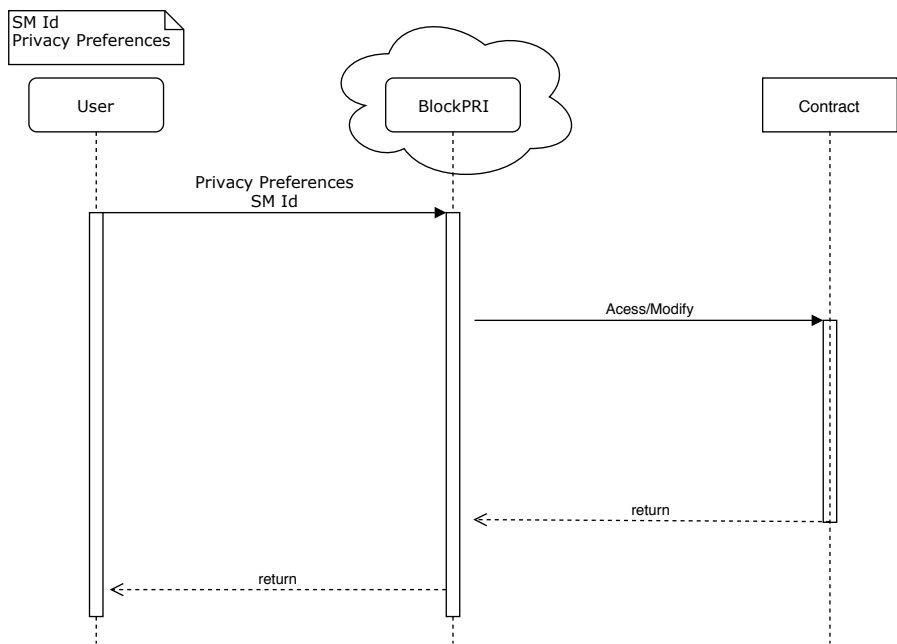 SM Id
Privacy Preferences
User
BlockPRI
Contract
Privacy Preferences
SM Id
Acess/Modify
return
return